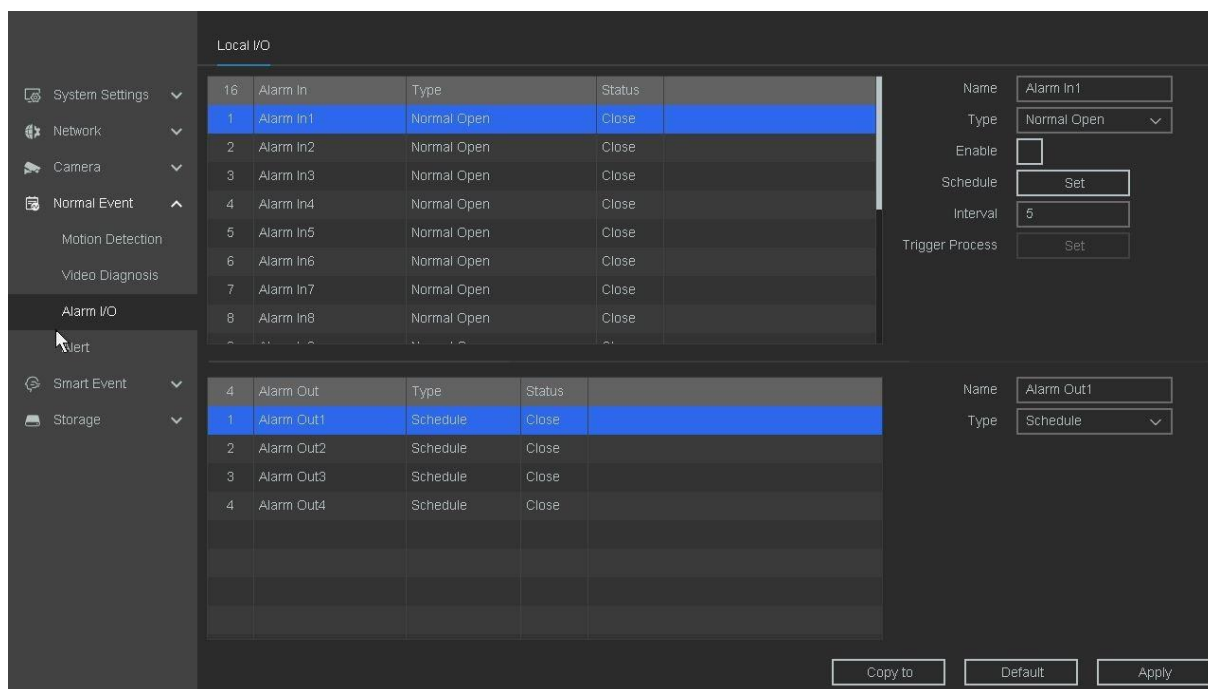 Local I/O
System Settings
Network
Camera
Normal Event
Motion Detection
Video Diagnosis
Alarm I/O
Alert
Smart Event
Storage
16 Alarm In Type Status
1 Alarm In1 Normal Open Close
2 Alarm In2 Normal Open Close
3 Alarm In3 Normal Open Close
4 Alarm In4 Normal Open Close
5 Alarm In5 Normal Open Close
6 Alarm In6 Normal Open Close
7 Alarm In7 Normal Open Close
8 Alarm In8 Normal Open Close
Name Alarm In1
Type Normal Open
Enable
Schedule Set
Interval 5
Trigger Process Set
4 Alarm Out Type Status
1 Alarm Out1 Schedule Close
2 Alarm Out2 Schedule Close
3 Alarm Out3 Schedule Close
4 Alarm Out4 Schedule Close
Name Alarm Out1
Type Schedule
Copy to Default Apply